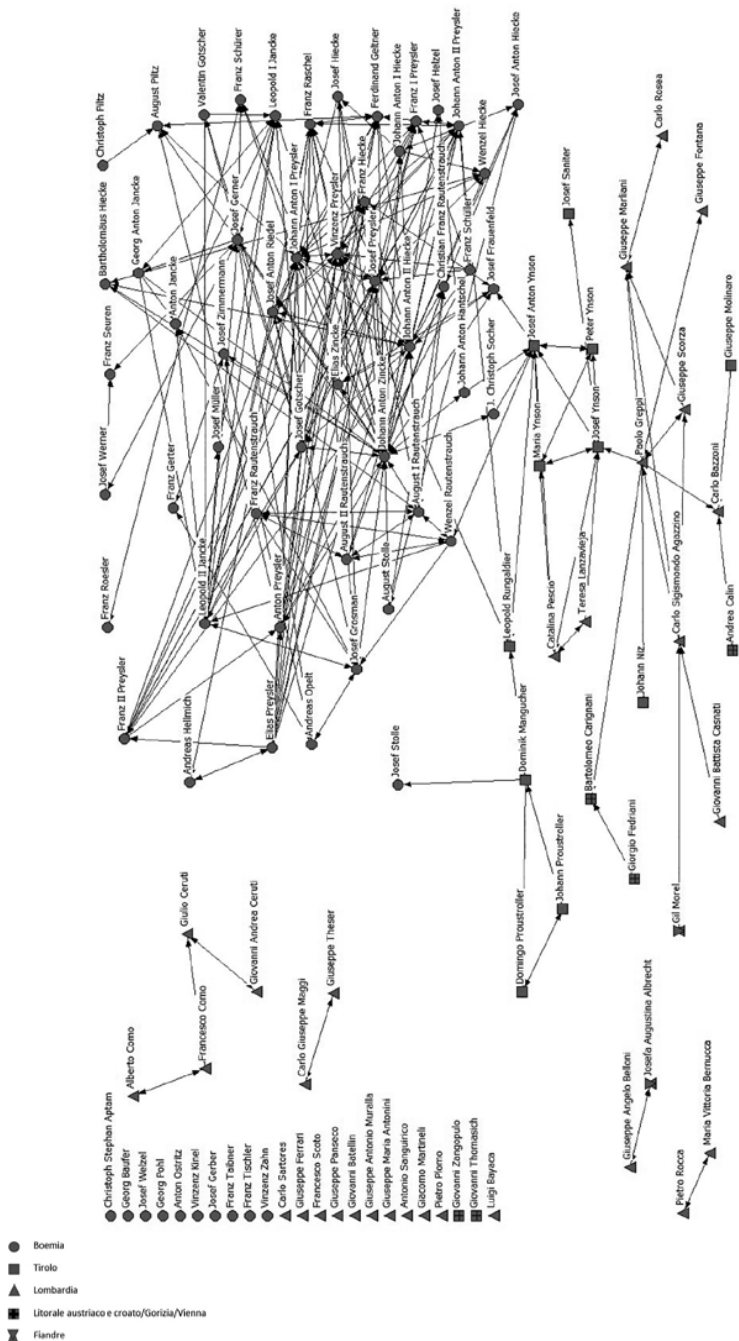 Christoph Piltz
August Piltz
Valentin Gotscher
Franz Schürer
Leopold I Jancke
Franz Raschel
Josef Hiecke
Ferdinand Geltner
Johann Anton I Hiecke
Franz I Preysler
Josef Helzel
Johann Anton II Preysler
Wenzel Hiecke
Josef Anton Hiecke
Bartholomäus Hiecke
Georg Anton Jancke
Anton Jancke
Josef Gerner
Josef Anton Riedel
Johann Anton I Preysler
Vinzenz Preysler
Franz Hiecke
Josef Preysler
Johann Anton II Hiecke
Christian Franz Rautenstrauch
Franz Schuller
Josef Frauenfeld
Franz Seuren
Josef Zimmermann
Elias Zincke
Johann Anton Hantschel
J. Christoph Socher
Josef Anton Ynson
Peter Ynson
Josef Saniter
Giuseppe Marliani
Carlo Rosea
Giuseppe Fontana
Josef Werner
Franz Gerter
Josef Müller
Franz Rautenstrauch
Josef Gotscher
Johann Anton Zincke
August II Rautenstrauch
August I Rautenstrauch
Wenzel Rautenstrauch
Maria Ynson
Josef Ynson
Paolo Greppi
Giuseppe Scorza
Carlo Bazzoni
Giuseppe Molinaro
Franz Roesler
Leopold II Jancke
Anton Preysler
Josef Grosman
August Stolle
Leopold Rungaldier
Catalina Pescio
Teresa Lanzavieja
Johann Niz
Carlo Sigismondo Agazzino
Andrea Calin
Franz II Preysler
Andreas Hellmich
Elias Preysler
Andreas Opelt
Josef Stolle
Dominik Mangucher
Bartolomeo Carignani
Giorgio Fedriani
Giovanni Battista Casnati
Domingo Proustroller
Johann Proustroller
Gil Morel
Giulio Ceruti
Giovanni Andrea Ceruti
Alberto Como
Francesco Como
Carlo Giuseppe Maggi
Giuseppe Theser
Giuseppe Angelo Belloni
Josefa Augustina Albrecht
Pietro Rocca
Maria Vittoria Bernucca
Christoph Stephan Aptam
Georg Baufer
Josef Welzel
Georg Pohl
Anton Ostritz
Vinzenz Kinel
Josef Gerber
Franz Taibner
Franz Tischler
Vinzenz Zahn
Carlo Sartores
Giuseppe Ferrari
Francesco Scoto
Giuseppe Panseco
Giovanni Batellin
Giuseppe Antonio Muralla
Giuseppe Maria Antonini
Antonio Sanguirico
Giacomo Martineli
Pietro Plorno
Giovanni Zongopulo
Giovanni Thomasich
Luigi Bayaca
Boemia
Tirolo
Lombardia
Litorale austriaco e croato/Gorizia/Vienna
Fiandre